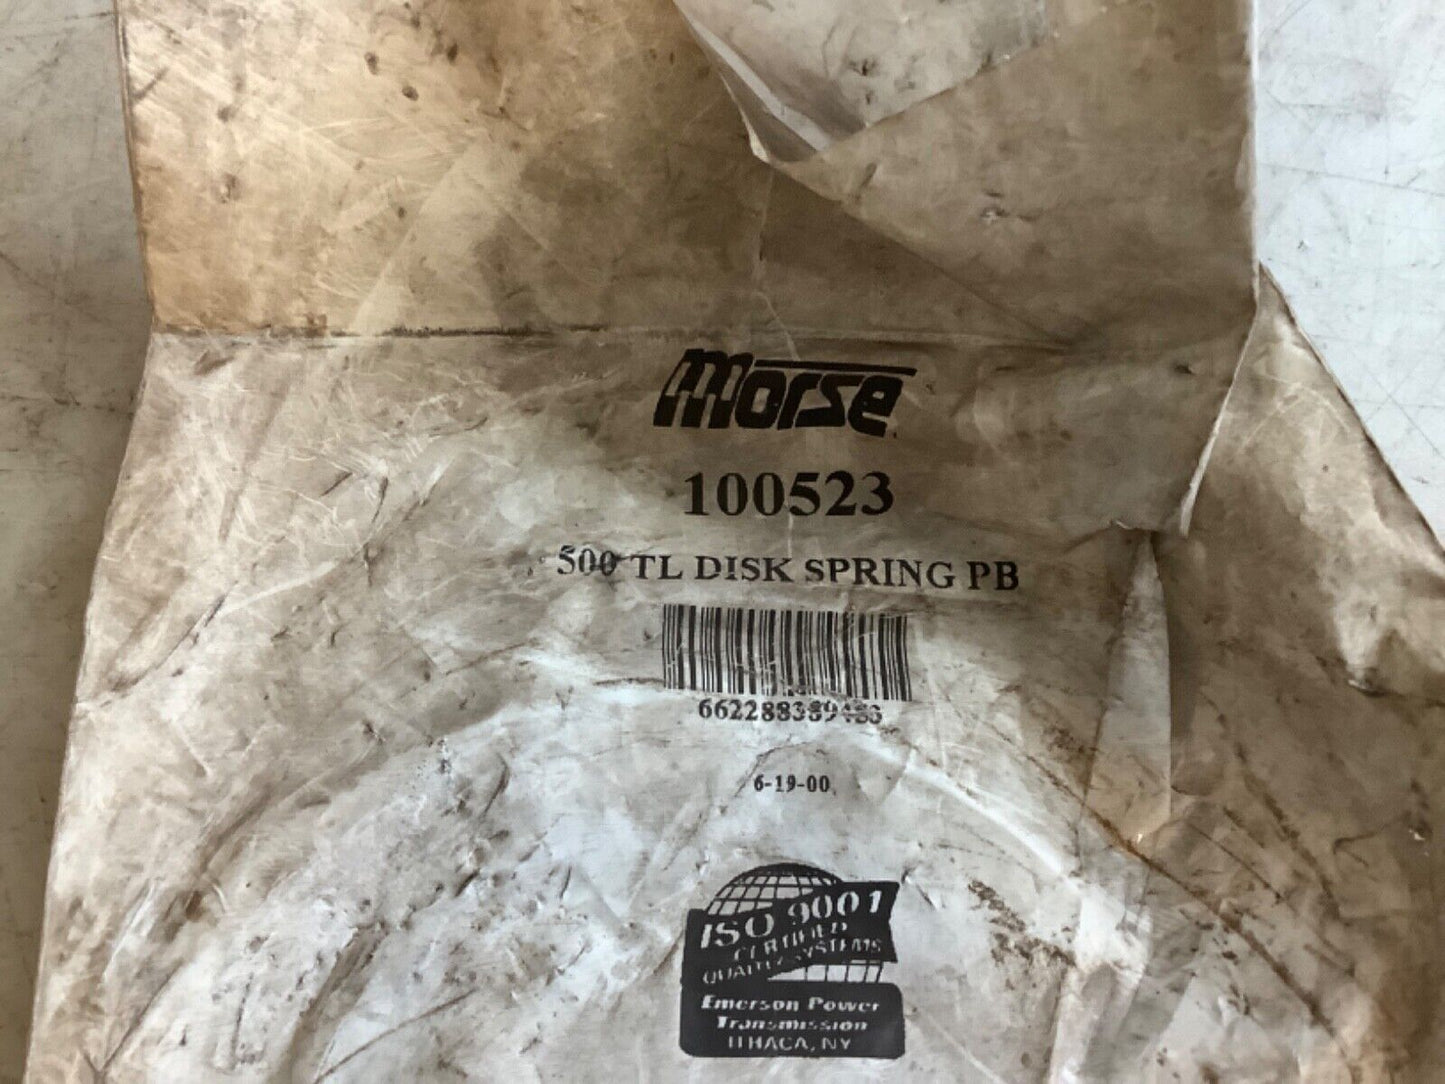 morse
100523
500 TL DISK SPRING PB
6-19-00
ISO 9001
CERTIFIED
QUALITY SYSTEMS
Emerson Power
Transmission
ITHACA, NY